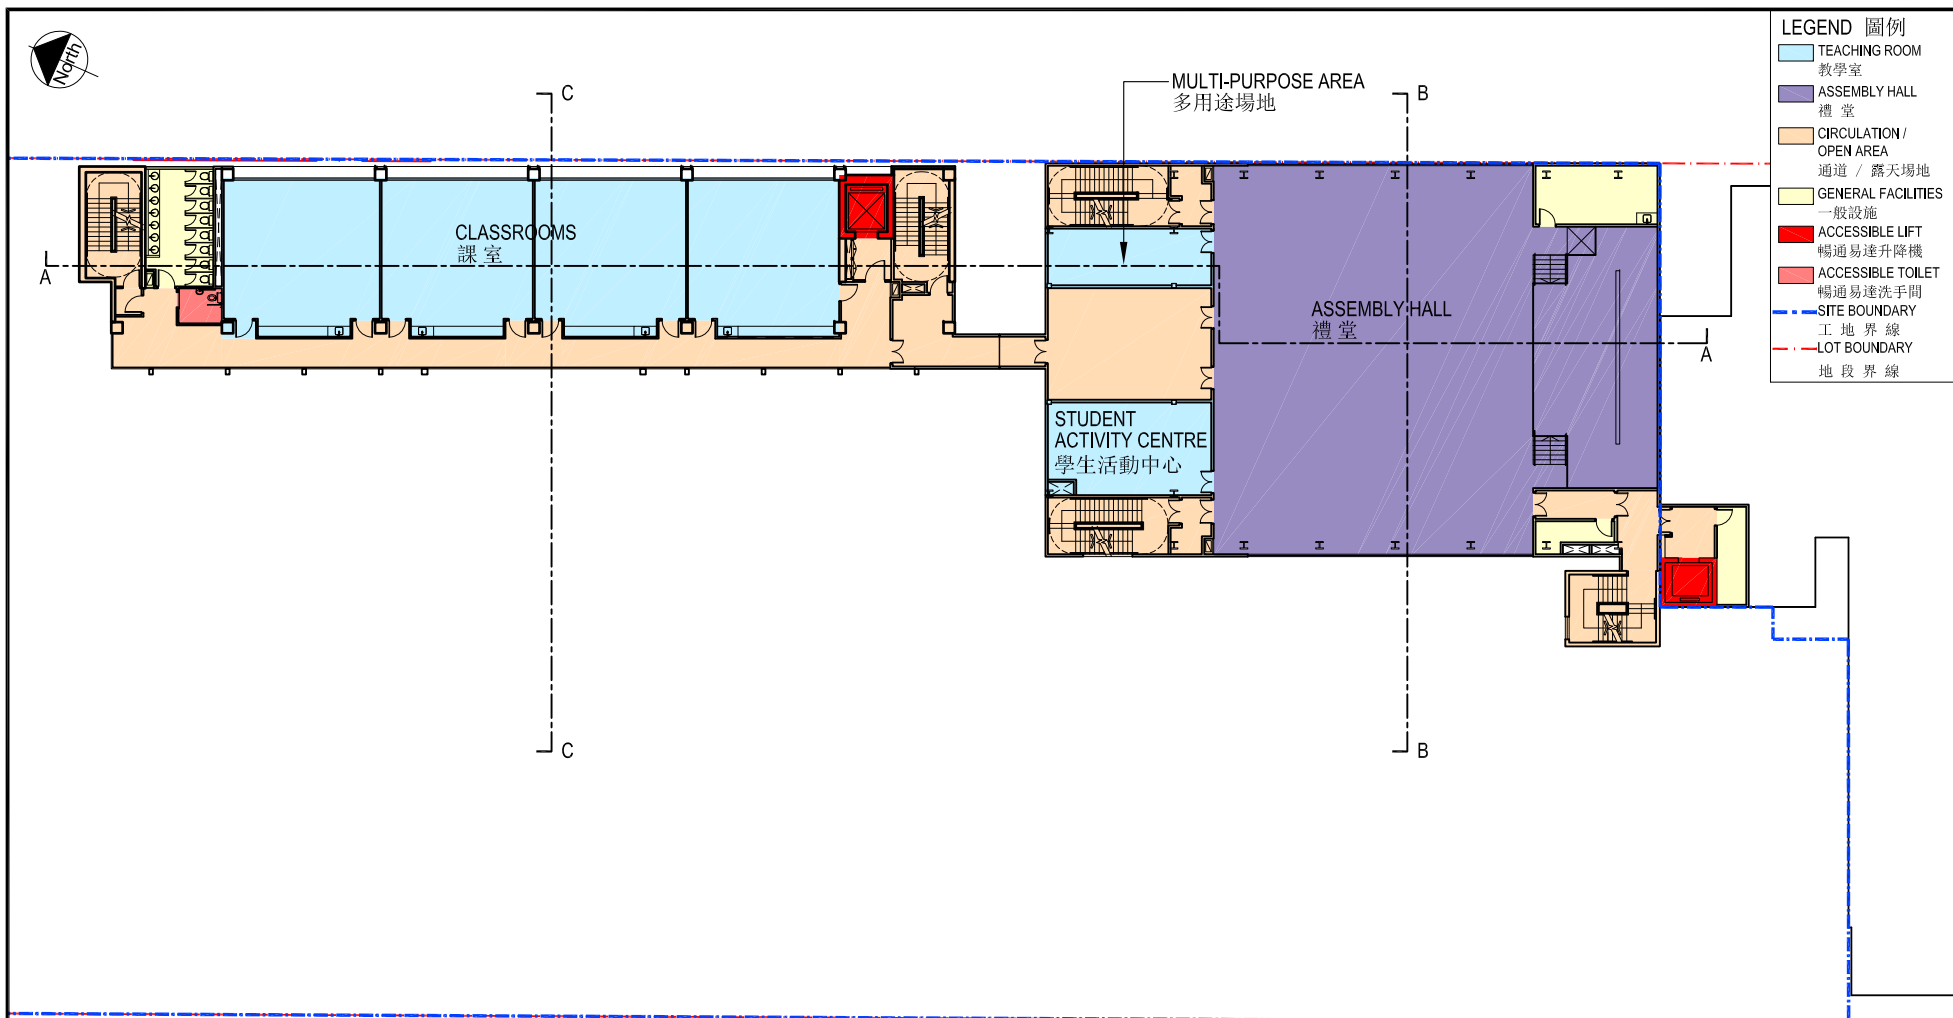 North
LEGEND 圖例
TEACHING ROOM
教學室
ASSEMBLY HALL
禮 堂
CIRCULATION /
OPEN AREA
通道 / 露天場地
GENERAL FACILITIES
一般設施
ACCESSIBLE LIFT
暢通易達升降機
ACCESSIBLE TOILET
暢通易達洗手間
SITE BOUNDARY
工 地 界 線
LOT BOUNDARY
地 段 界 線
C
MULTI-PURPOSE AREA
多用途場地
B
A
CLASSROOMS
課室
ASSEMBLY HALL
禮堂
A
STUDENT
ACTIVITY CENTRE
學生活動中心
C
B